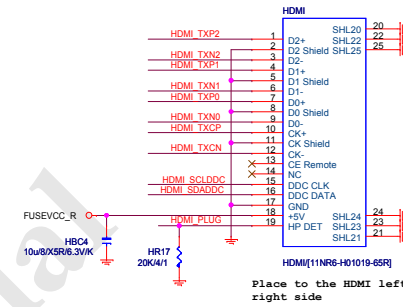 HDMI
HDMI_TXP2 1 D2+ SHL20 20
2 D2 Shield SHL22 22
HDMI_TXN2 3 D2- SHL25 25
HDMI_TXP1 4 D1+
5 D1 Shield
HDMI_TXN1 6 D1-
HDMI_TXP0 7 D0+
8 D0 Shield
HDMI_TXN0 9 D0-
HDMI_TXCP 10 CK+
11 CK Shield
HDMI_TXCN 12 CK-
13 CE Remote
14 NC
HDMI_SCLDDC 15 DDC CLK
HDMI_SDADDC 16 DDC DATA
17 GND
FUSEVCC_R 18 +5V SHL24 24
HDMI_PLUG 19 HP DET SHL23 23
SHL21 21
HBC4
10u/8/X5R/6.3V/K
HR17
20K/4/1
HDMI/[11NR6-H01019-65R]
Place to the HDMI left
right side